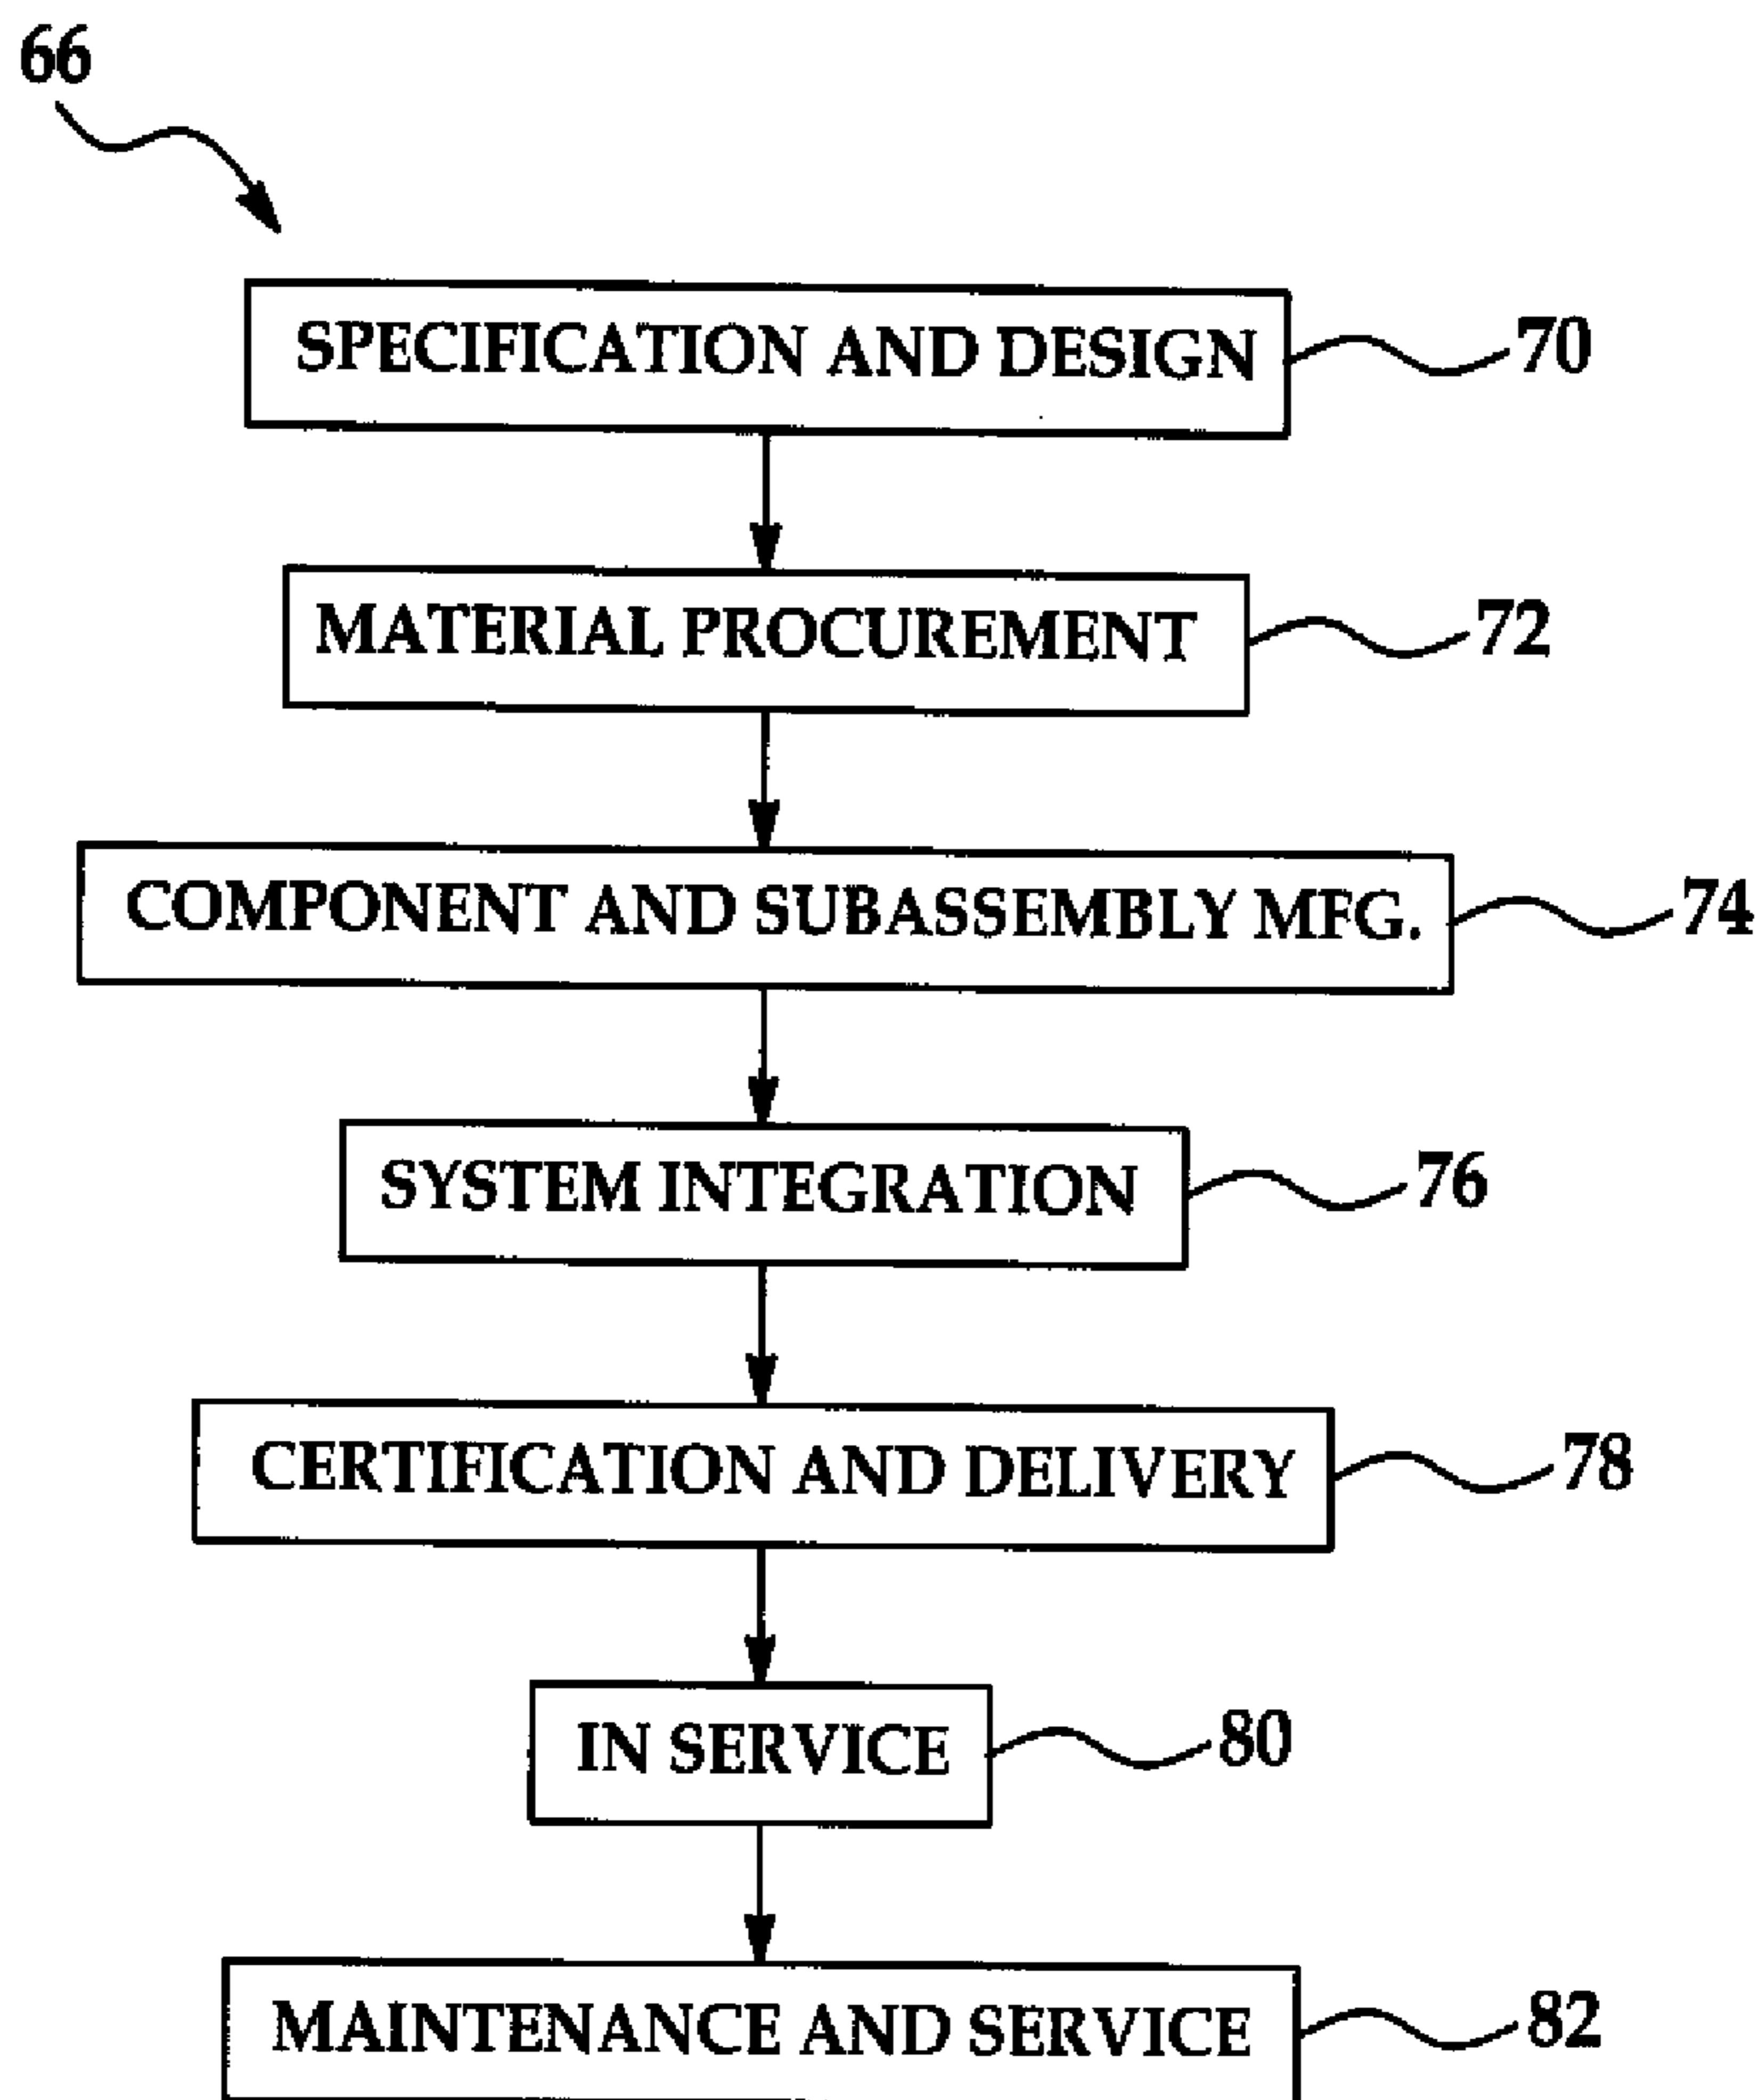 66
SPECIFICATION AND DESIGN 70
MATERIAL PROCUREMENT 72
COMPONENT AND SUBASSEMBLY MFG. 74
SYSTEM INTEGRATION 76
CERTIFICATION AND DELIVERY 78
IN SERVICE 80
MAINTENANCE AND SERVICE 82